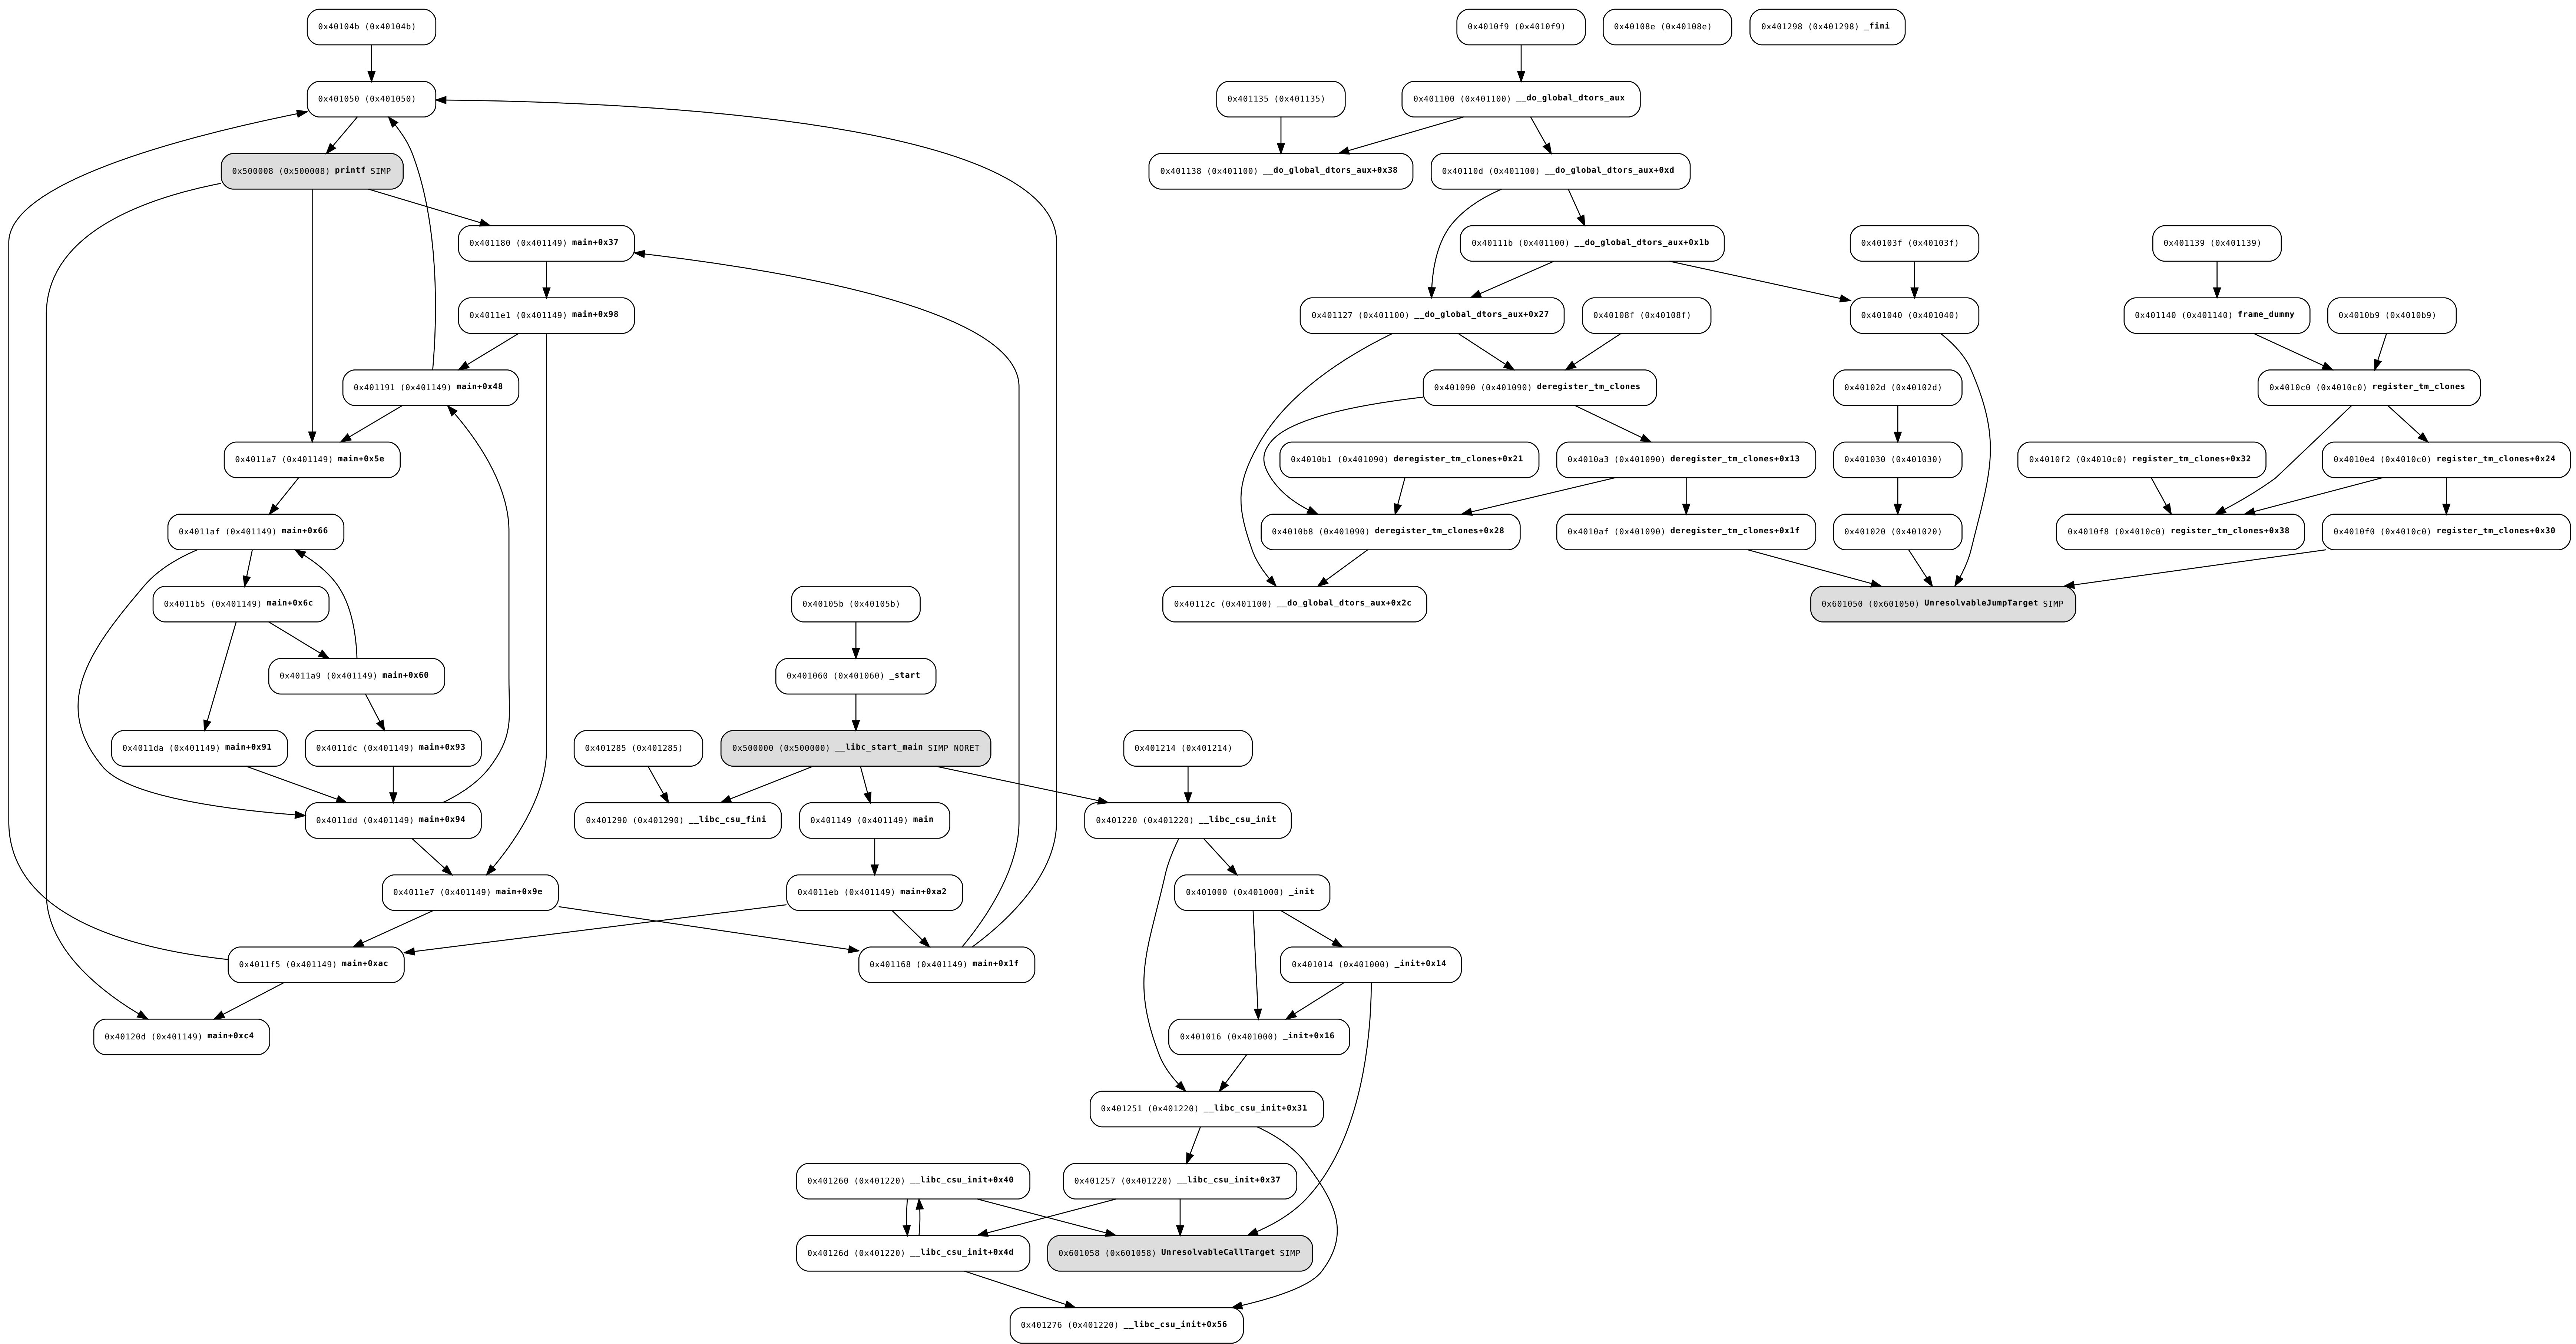 0x40104b (0x40104b)
0x4010f9 (0x4010f9)
0x40108e (0x40108e)
0x401298 (0x401298) _fini
0x401050 (0x401050)
0x401135 (0x401135)
0x401100 (0x401100) __do_global_dtors_aux
0x500008 (0x500008) printf SIMP
0x401138 (0x401100) __do_global_dtors_aux+0x38
0x40110d (0x401100) __do_global_dtors_aux+0xd
0x401180 (0x401149) main+0x37
0x40111b (0x401100) __do_global_dtors_aux+0x1b
0x40103f (0x40103f)
0x401139 (0x401139)
0x4011e1 (0x401149) main+0x98
0x401127 (0x401100) __do_global_dtors_aux+0x27
0x40108f (0x40108f)
0x401040 (0x401040)
0x401140 (0x401140) frame_dummy
0x4010b9 (0x4010b9)
0x401191 (0x401149) main+0x48
0x401090 (0x401090) deregister_tm_clones
0x40102d (0x40102d)
0x4010c0 (0x4010c0) register_tm_clones
0x4011a7 (0x401149) main+0x5e
0x4010b1 (0x401090) deregister_tm_clones+0x21
0x4010a3 (0x401090) deregister_tm_clones+0x13
0x401030 (0x401030)
0x4010f2 (0x4010c0) register_tm_clones+0x32
0x4010e4 (0x4010c0) register_tm_clones+0x24
0x4011af (0x401149) main+0x66
0x4010b8 (0x401090) deregister_tm_clones+0x28
0x4010af (0x401090) deregister_tm_clones+0x1f
0x401020 (0x401020)
0x4010f8 (0x4010c0) register_tm_clones+0x38
0x4010f0 (0x4010c0) register_tm_clones+0x30
0x4011b5 (0x401149) main+0x6c
0x40105b (0x40105b)
0x40112c (0x401100) __do_global_dtors_aux+0x2c
0x601050 (0x601050) UnresolvableJumpTarget SIMP
0x4011a9 (0x401149) main+0x60
0x401060 (0x401060) _start
0x4011da (0x401149) main+0x91
0x4011dc (0x401149) main+0x93
0x401285 (0x401285)
0x500000 (0x500000) __libc_start_main SIMP NORET
0x401214 (0x401214)
0x4011dd (0x401149) main+0x94
0x401290 (0x401290) __libc_csu_fini
0x401149 (0x401149) main
0x401220 (0x401220) __libc_csu_init
0x4011e7 (0x401149) main+0x9e
0x4011eb (0x401149) main+0xa2
0x401000 (0x401000) _init
0x4011f5 (0x401149) main+0xac
0x401168 (0x401149) main+0x1f
0x401014 (0x401000) _init+0x14
0x40120d (0x401149) main+0xc4
0x401016 (0x401000) _init+0x16
0x401251 (0x401220) __libc_csu_init+0x31
0x401260 (0x401220) __libc_csu_init+0x40
0x401257 (0x401220) __libc_csu_init+0x37
0x40126d (0x401220) __libc_csu_init+0x4d
0x601058 (0x601058) UnresolvableCallTarget SIMP
0x401276 (0x401220) __libc_csu_init+0x56